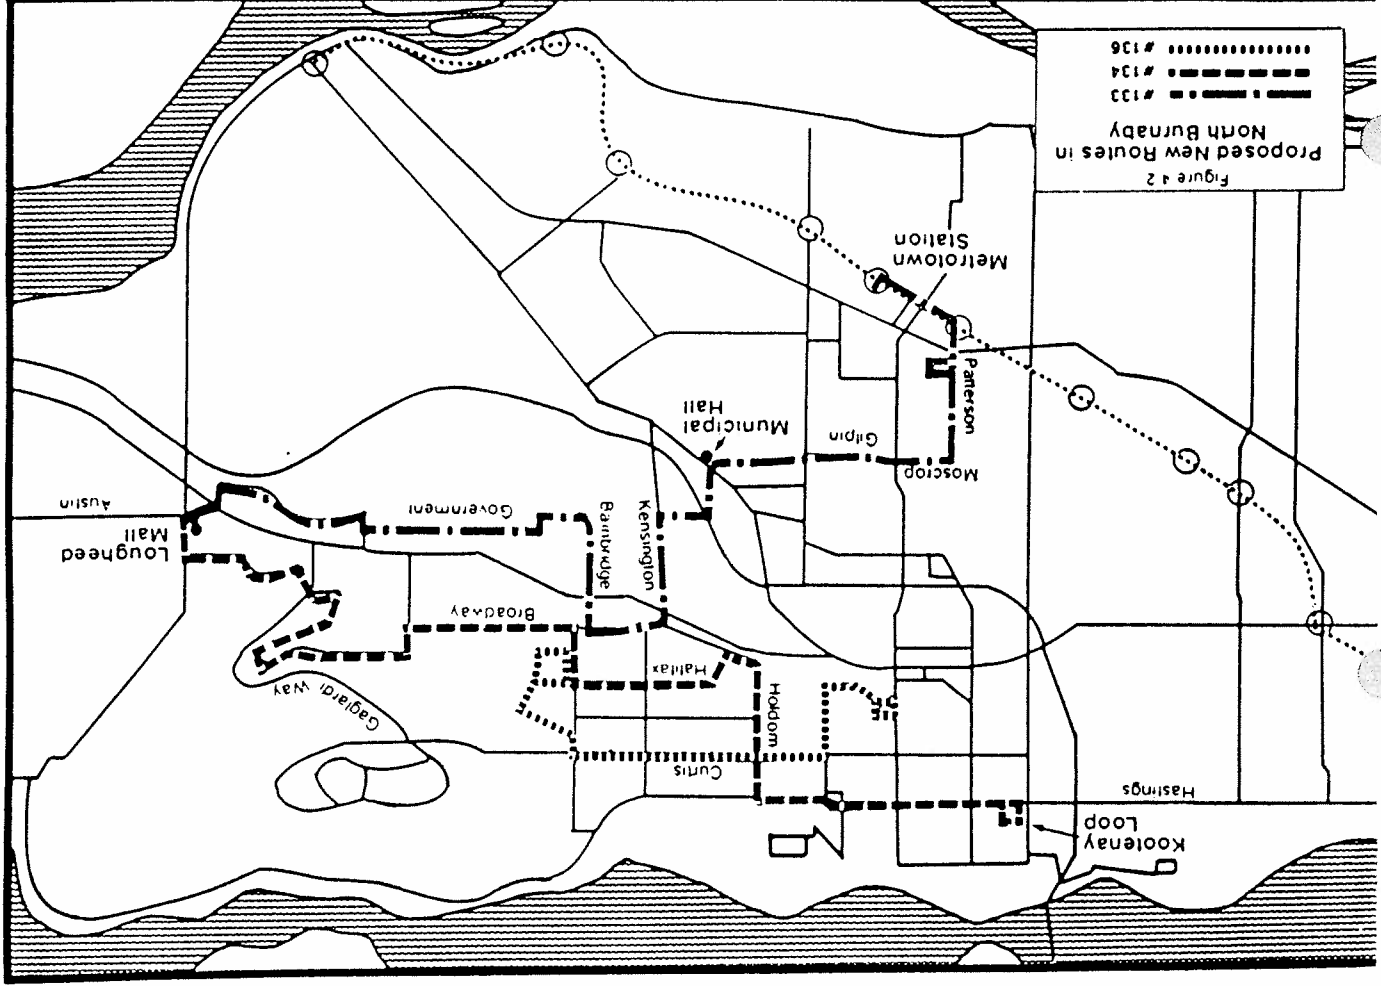 Figure 4.2
Proposed New Routes in
North Burnaby
#133
#134
#136
Kootenay
Loop
Hastings
Curtis
Holdom
Halifax
Gaglardi Way
Broadway
Bainbridge
Kensington
Government
Lougheed
Mall
Austin
Moscrop
Gilpin
Municipal
Hall
Patterson
Metrotown
Station